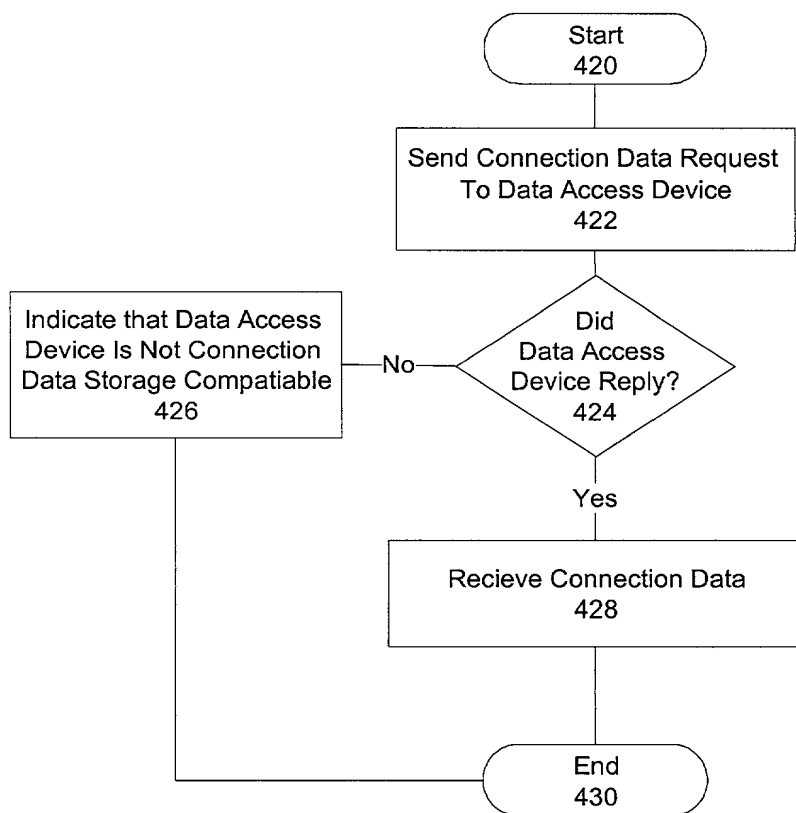 Start
420
Send Connection Data Request
To Data Access Device
422
Did
Data Access
Device Reply?
424
No
Indicate that Data Access
Device Is Not Connection
Data Storage Compatiable
426
Yes
Recieve Connection Data
428
End
430